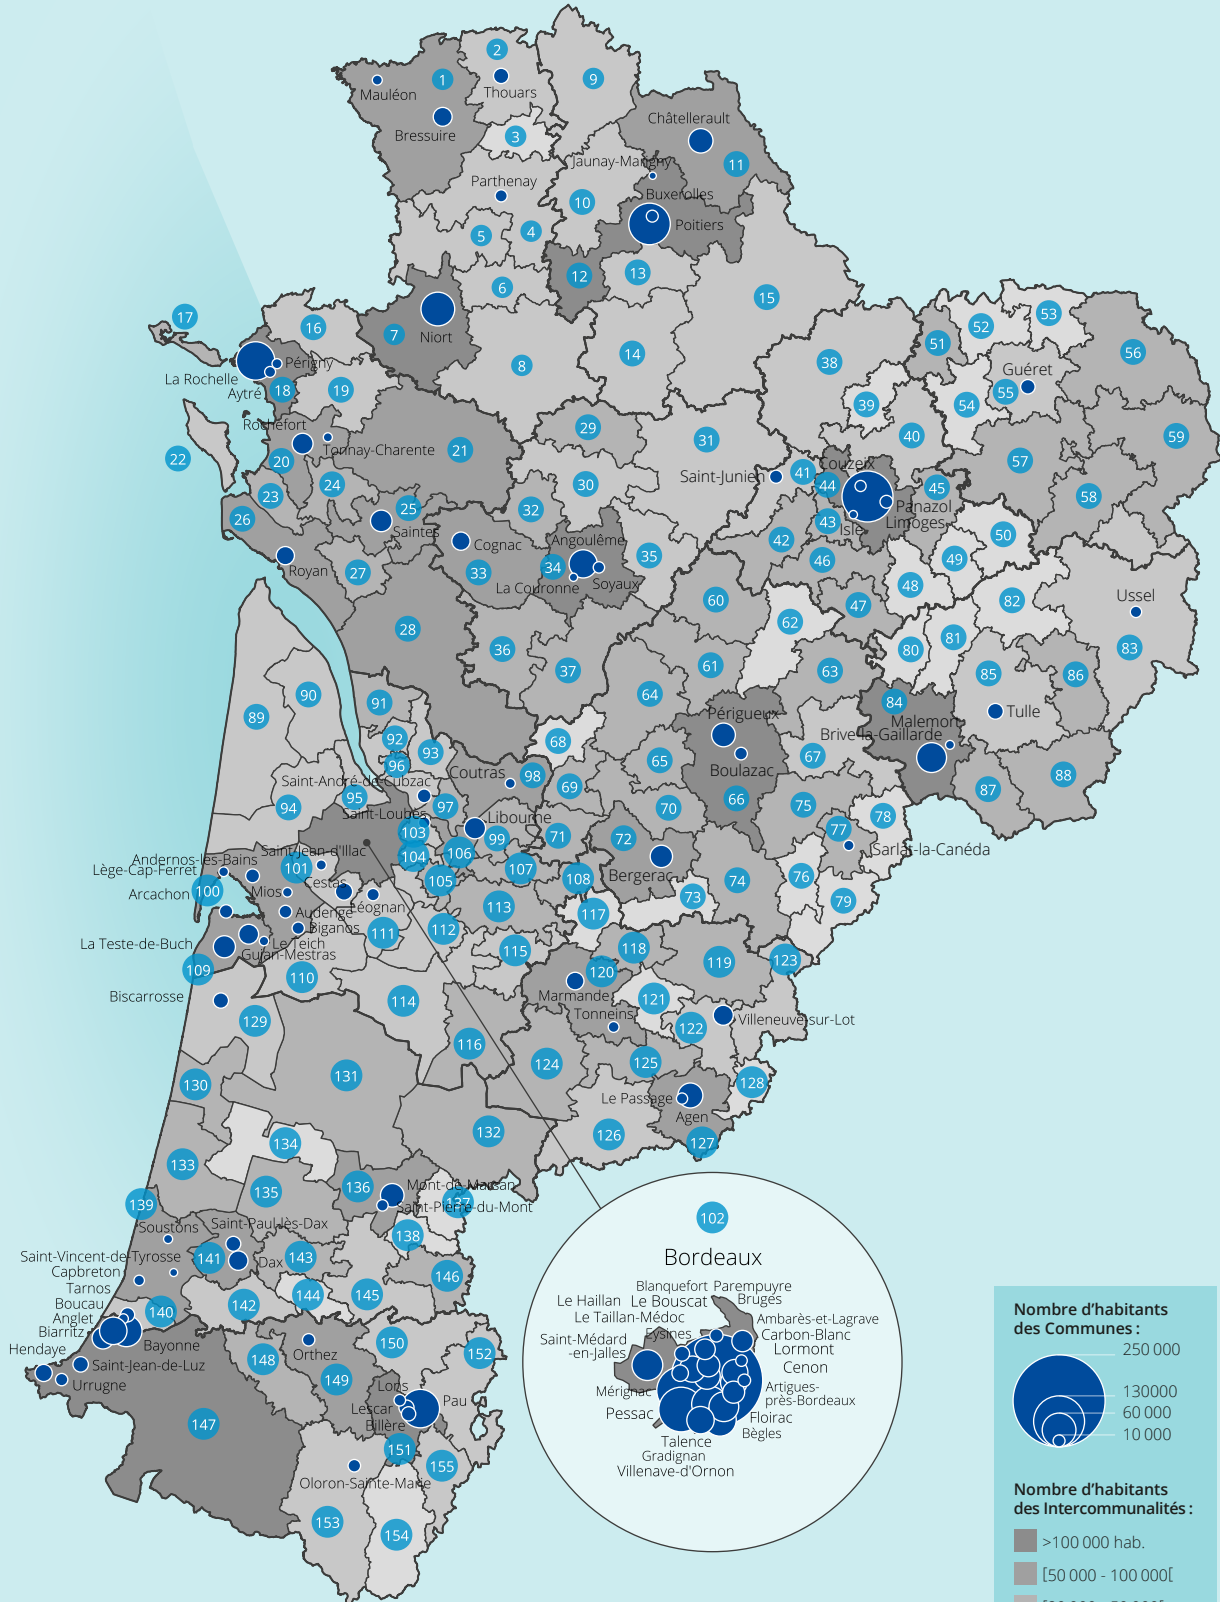 2
1
9
Mauléon
Thouars
Bressuire
Châtellerault
3
Jaunay-Marigny
11
Parthenay
Buxerolles
10
5
4
Poitiers
12
13
6
15
17
16
7
Niort
14
8
38
52
53
51
56
La Rochelle
Périgny
Aytré
18
19
Guéret
55
54
39
Rochefort
29
31
40
59
22
20
Tonnay-Charente
21
57
Saint-Junien
41
Couzeix
44
24
30
45
58
23
25
32
Panazol
26
Saintes
43
Isle
Limoges
50
Cognac
Angoulême
42
35
46
49
Royan
27
33
34
La Couronne
Soyaux
48
60
47
82
Ussel
28
62
36
81
80
83
37
61
63
85
86
64
90
84
89
91
Périgueux
Malemort
Tulle
68
Brive-la-Gaillarde
92
93
67
96
65
Boulazac
88
Saint-André-de-Cubzac
Coutras
98
69
87
94
95
97
66
75
Saint-Loubès
Libourne
70
78
103
99
71
72
77
Saint-Jean-d'Illac
104
106
Sarlat-la-Canéda
Andernos-les-Bains
101
107
Lège-Cap-Ferret
Bergerac
76
100
Cestas
105
108
74
Arcachon
Mios
Léognan
73
79
Audenge
113
117
Biganos
111
112
La Teste-de-Buch
Le Teich
Gujan-Mestras
115
118
109
110
120
119
123
Biscarrosse
114
Marmande
121
Tonneins
129
122
Villeneuve-sur-Lot
116
131
124
125
130
128
Le Passage
Agen
132
126
134
127
133
136
Mont-de-Marsan
135
139
Saint-Pierre-du-Mont
137
Soustons
Saint-Paul-lès-Dax
138
102
Saint-Vincent-de-Tyrosse
141
Dax
143
Bordeaux
Capbreton
146
Tarnos
144
145
Blanquefort
Parempuyre
Boucau
140
142
Le Haillan
Le Bouscat
Bruges
Anglet
Le Taillan-Médoc
Ambarès-et-Lagrave
Biarritz
Eysines
Carbon-Blanc
Hendaye
Bayonne
150
152
Saint-Médard
-en-Jalles
Lormont
Saint-Jean-de-Luz
148
Orthez
Cenon
Urrugne
149
Lons
Mérignac
Artigues-
près-Bordeaux
Lescar
Pau
Pessac
Floirac
147
Billère
Bègles
151
Talence
Gradignan
155
Villenave-d'Ornon
Oloron-Sainte-Marie
153
154
Nombre d'habitants
des Communes :
250 000
130000
60 000
10 000
Nombre d'habitants
des Intercommunalités :
>100 000 hab.
[50 000 - 100 000[